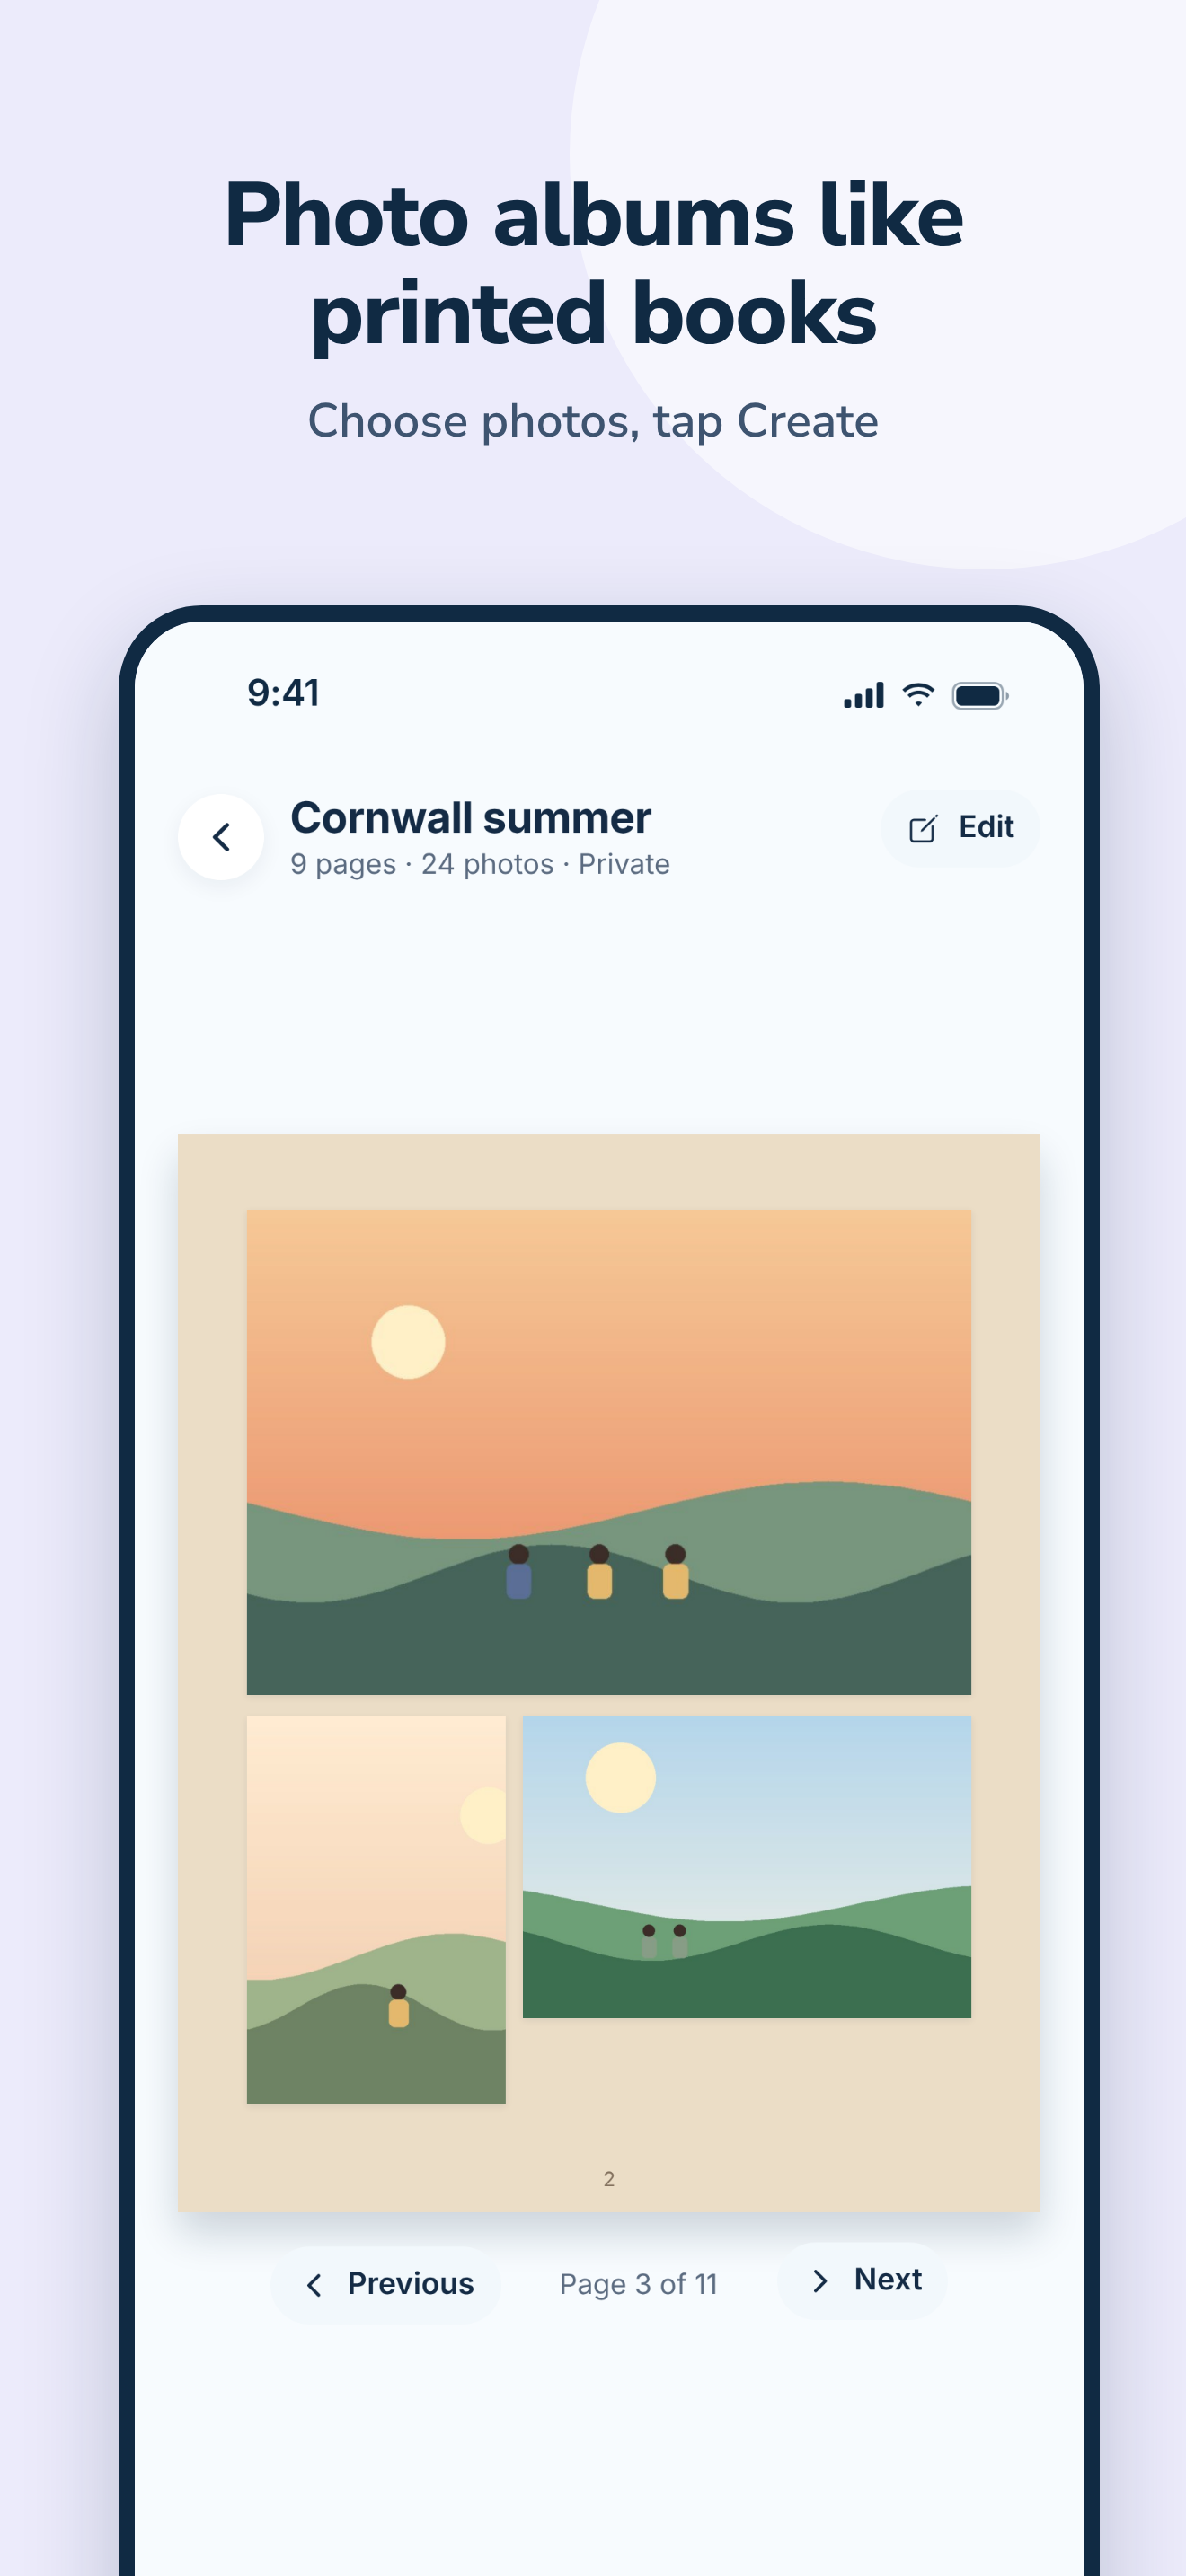 Photo albums like
printed books
Choose photos, tap Create
9:41
Cornwall summer
9 pages · 24 photos · Private
Edit
2
Previous
Page 3 of 11
Next